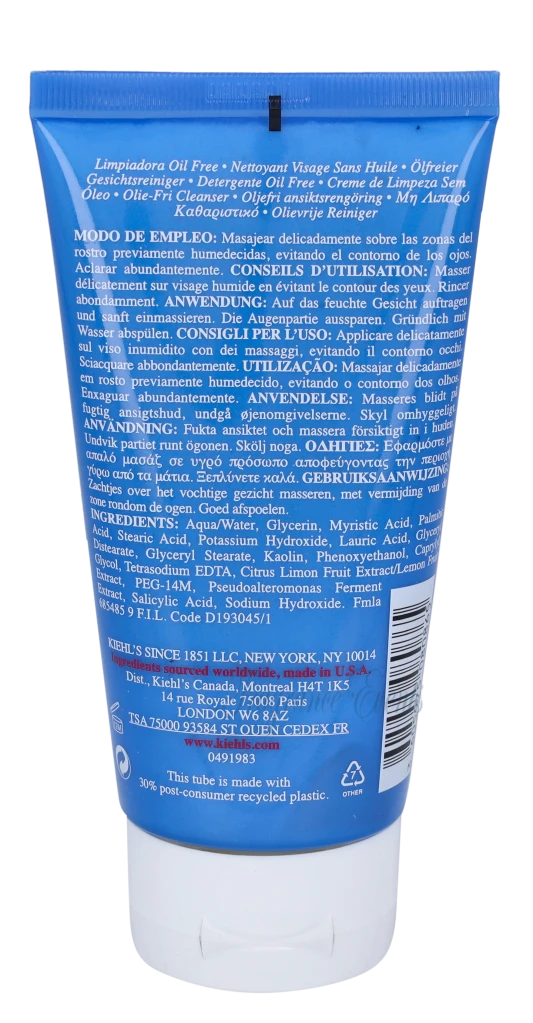 Limpiadora Oil Free • Nettoyant Visage Sans Huile • Ölfreier
Gesichtsreiniger • Detergente Oil Free • Creme de Limpeza Sem
Óleo • Olie-Fri Cleanser • Oljefri ansiktsrengöring • Μη Λιπαρό
Καθαριστικό • Olievrije Reiniger
MODO DE EMPLEO: Masajear delicadamente sobre las zonas del
rostro previamente humedecidas, evitando el contorno de los ojos.
Aclarar abundantemente. CONSEILS D'UTILISATION: Masser
délicatement sur visage humide en évitant le contour des yeux. Rincer
abondamment. ANWENDUNG: Auf das feuchte Gesicht auftragen
und sanft einmassieren. Die Augenpartie aussparen. Gründlich mit
Wasser abspülen. CONSIGLI PER L'USO: Applicare delicatamente
sul viso inumidito con dei massaggi, evitando il contorno occhi.
Sciacquare abbondantemente. UTILIZAÇÃO: Massajar delicadamente
em rosto previamente humedecido, evitando o contorno dos olhos.
Enxaguar abundantemente. ANVENDELSE: Masseres blidt på
fugtig ansigtshud, undgå øjenomgivelserne. Skyl omhyggeligt.
ANVÄNDNING: Fukta ansiktet och massera försiktigt in i huden.
Undvik partiet runt ögonen. Skölj noga. ΟΔΗΓΙΕΣ: Εφαρμόστε με
απαλό μασάζ σε υγρό πρόσωπο αποφεύγοντας την περιοχή
γύρω από τα μάτια. Ξεπλύνετε καλά. GEBRUIKSAANWIJZING:
Zachtjes over het vochtige gezicht masseren, met vermijding van de
zone rondom de ogen. Goed afspoelen.
INGREDIENTS: Aqua/Water, Glycerin, Myristic Acid, Palmitic
Acid, Stearic Acid, Potassium Hydroxide, Lauric Acid, Glycol
Distearate, Glyceryl Stearate, Kaolin, Phenoxyethanol, Capryl
Glycol, Tetrasodium EDTA, Citrus Limon Fruit Extract/Lemon Fruit
Extract, PEG-14M, Pseudoalteromonas Ferment
Extract, Salicylic Acid, Sodium Hydroxide. Fmla
685485 9 F.I.L. Code D193045/1
KIEHL'S SINCE 1851 LLC, NEW YORK, NY 10014
Ingredients sourced worldwide, made in U.S.A.
Dist., Kiehl's Canada, Montreal H4T 1K5
14 rue Royale 75008 Paris
LONDON W6 8AZ
TSA 75000 93584 ST OUEN CEDEX FR
www.kiehls.com
0491983
12M
This tube is made with
30% post-consumer recycled plastic.
7
OTHER